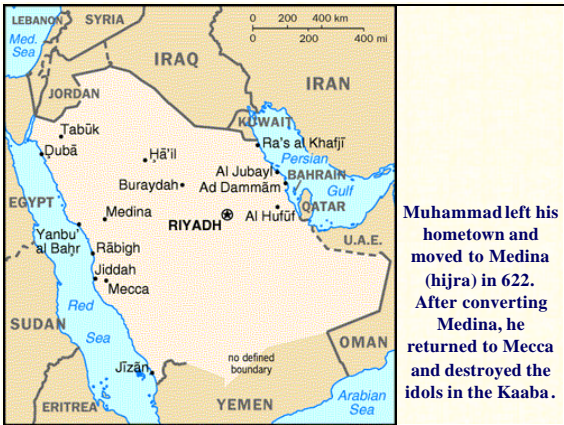 LEBANON
SYRIA
0 200 400 km
0 200 400 mi
Med.
Sea
IRAQ
IRAN
JORDAN
KUWAIT
Tabūk
Ra's al Khafjī
Dubā
Persian
Ḥā'il
Al Jubayl
BAHRAIN
Buraydah
Ad Dammām
Gulf
EGYPT
QATAR
Medina
RIYADH
Al Hufūf
Yanbu'
al Baḥr
U.A.E.
Rābigh
Jiddah
Mecca
Red
Sea
SUDAN
OMAN
no defined
boundary
Jīzān
ERITREA
YEMEN
Arabian
Sea
Muhammad left his
hometown and
moved to Medina
(hijra) in 622.
After converting
Medina, he
returned to Mecca
and destroyed the
idols in the Kaaba.